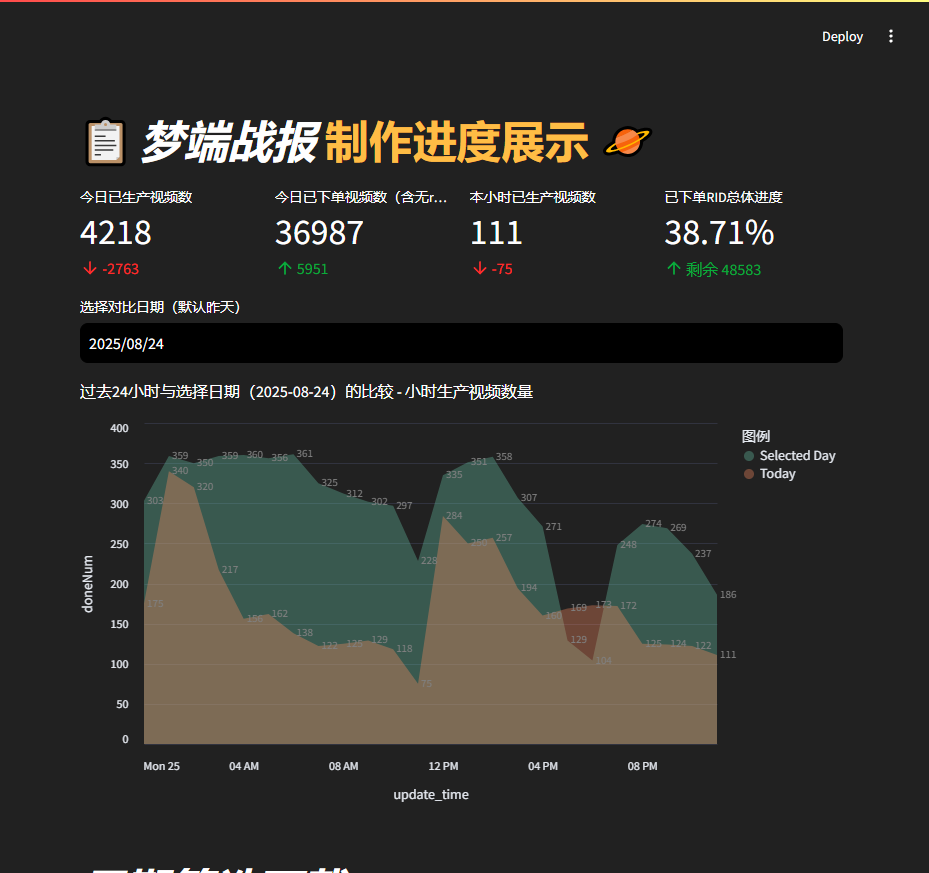 Deploy
梦端战报 制作进度展示
今日已生产视频数
4218
-2763
今日已下单视频数（含无r...
36987
5951
本小时已生产视频数
111
-75
已下单RID总体进度
38.71%
剩余 48583
选择对比日期（默认昨天）
2025/08/24
过去24小时与选择日期（2025-08-24）的比较 - 小时生产视频数量
图例
Selected Day
Today
doneNum
400
350
300
250
200
150
100
50
0
303 359 350 359 360 356 361 325 312 302 297 228 335 351 358 307 271 129 104 248 274 269 237 186
175 340 320 217 156 162 138 122 125 129 118 75 284 250 257 194 160 169 173 172 125 124 122 111
Mon 25 04 AM 08 AM 12 PM 04 PM 08 PM
update_time